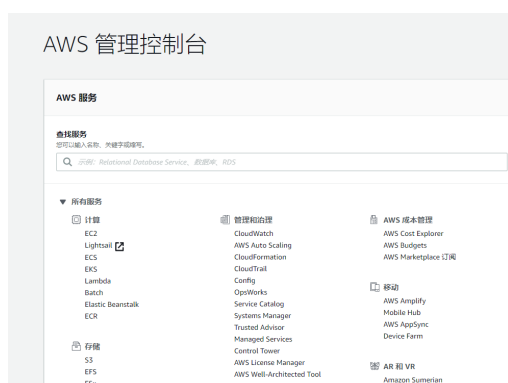 AWS 管理控制台
AWS 服务
查找服务
您可以输入名称、关键字或缩写。
示例: Relational Database Service、数据库、RDS
所有服务
计算
EC2
Lightsail
ECS
EKS
Lambda
Batch
Elastic Beanstalk
ECR
存储
S3
EFS
管理和治理
CloudWatch
AWS Auto Scaling
CloudFormation
CloudTrail
Config
OpsWorks
Service Catalog
Systems Manager
Trusted Advisor
Managed Services
Control Tower
AWS License Manager
AWS Well-Architected Tool
AWS 成本管理
AWS Cost Explorer
AWS Budgets
AWS Marketplace 订阅
移动
AWS Amplify
Mobile Hub
AWS AppSync
Device Farm
AR 和 VR
Amazon Sumerian